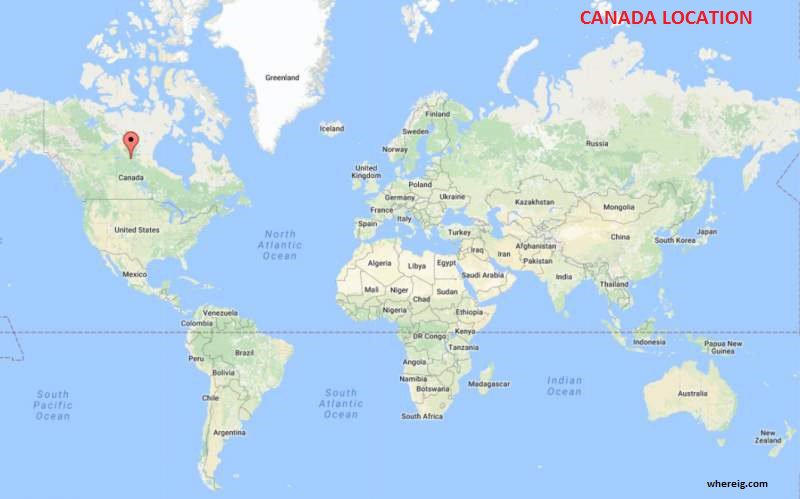 CANADA LOCATION
Greenland
Iceland
Finland
Sweden
Norway
Russia
United
Kingdom
Canada
Poland
Germany
Ukraine
France
Italy
Spain
Kazakhstan
Mongolia
United States
North
Atlantic
Ocean
Turkey
China
South Korea
Japan
Iraq
Iran
Afghanistan
Pakistan
Algeria
Libya
Egypt
Saudi Arabia
India
Mexico
Mali
Niger
Chad
Sudan
Thailand
Venezuela
Colombia
Nigeria
Ethiopia
Kenya
DR Congo
Tanzania
Indonesia
Papua New
Guinea
Peru
Brazil
Bolivia
Angola
Namibia
Botswana
Madagascar
Indian
Ocean
South
Pacific
Ocean
South
Atlantic
Ocean
Chile
Australia
South Africa
Argentina
New
Zealand
whereig.com